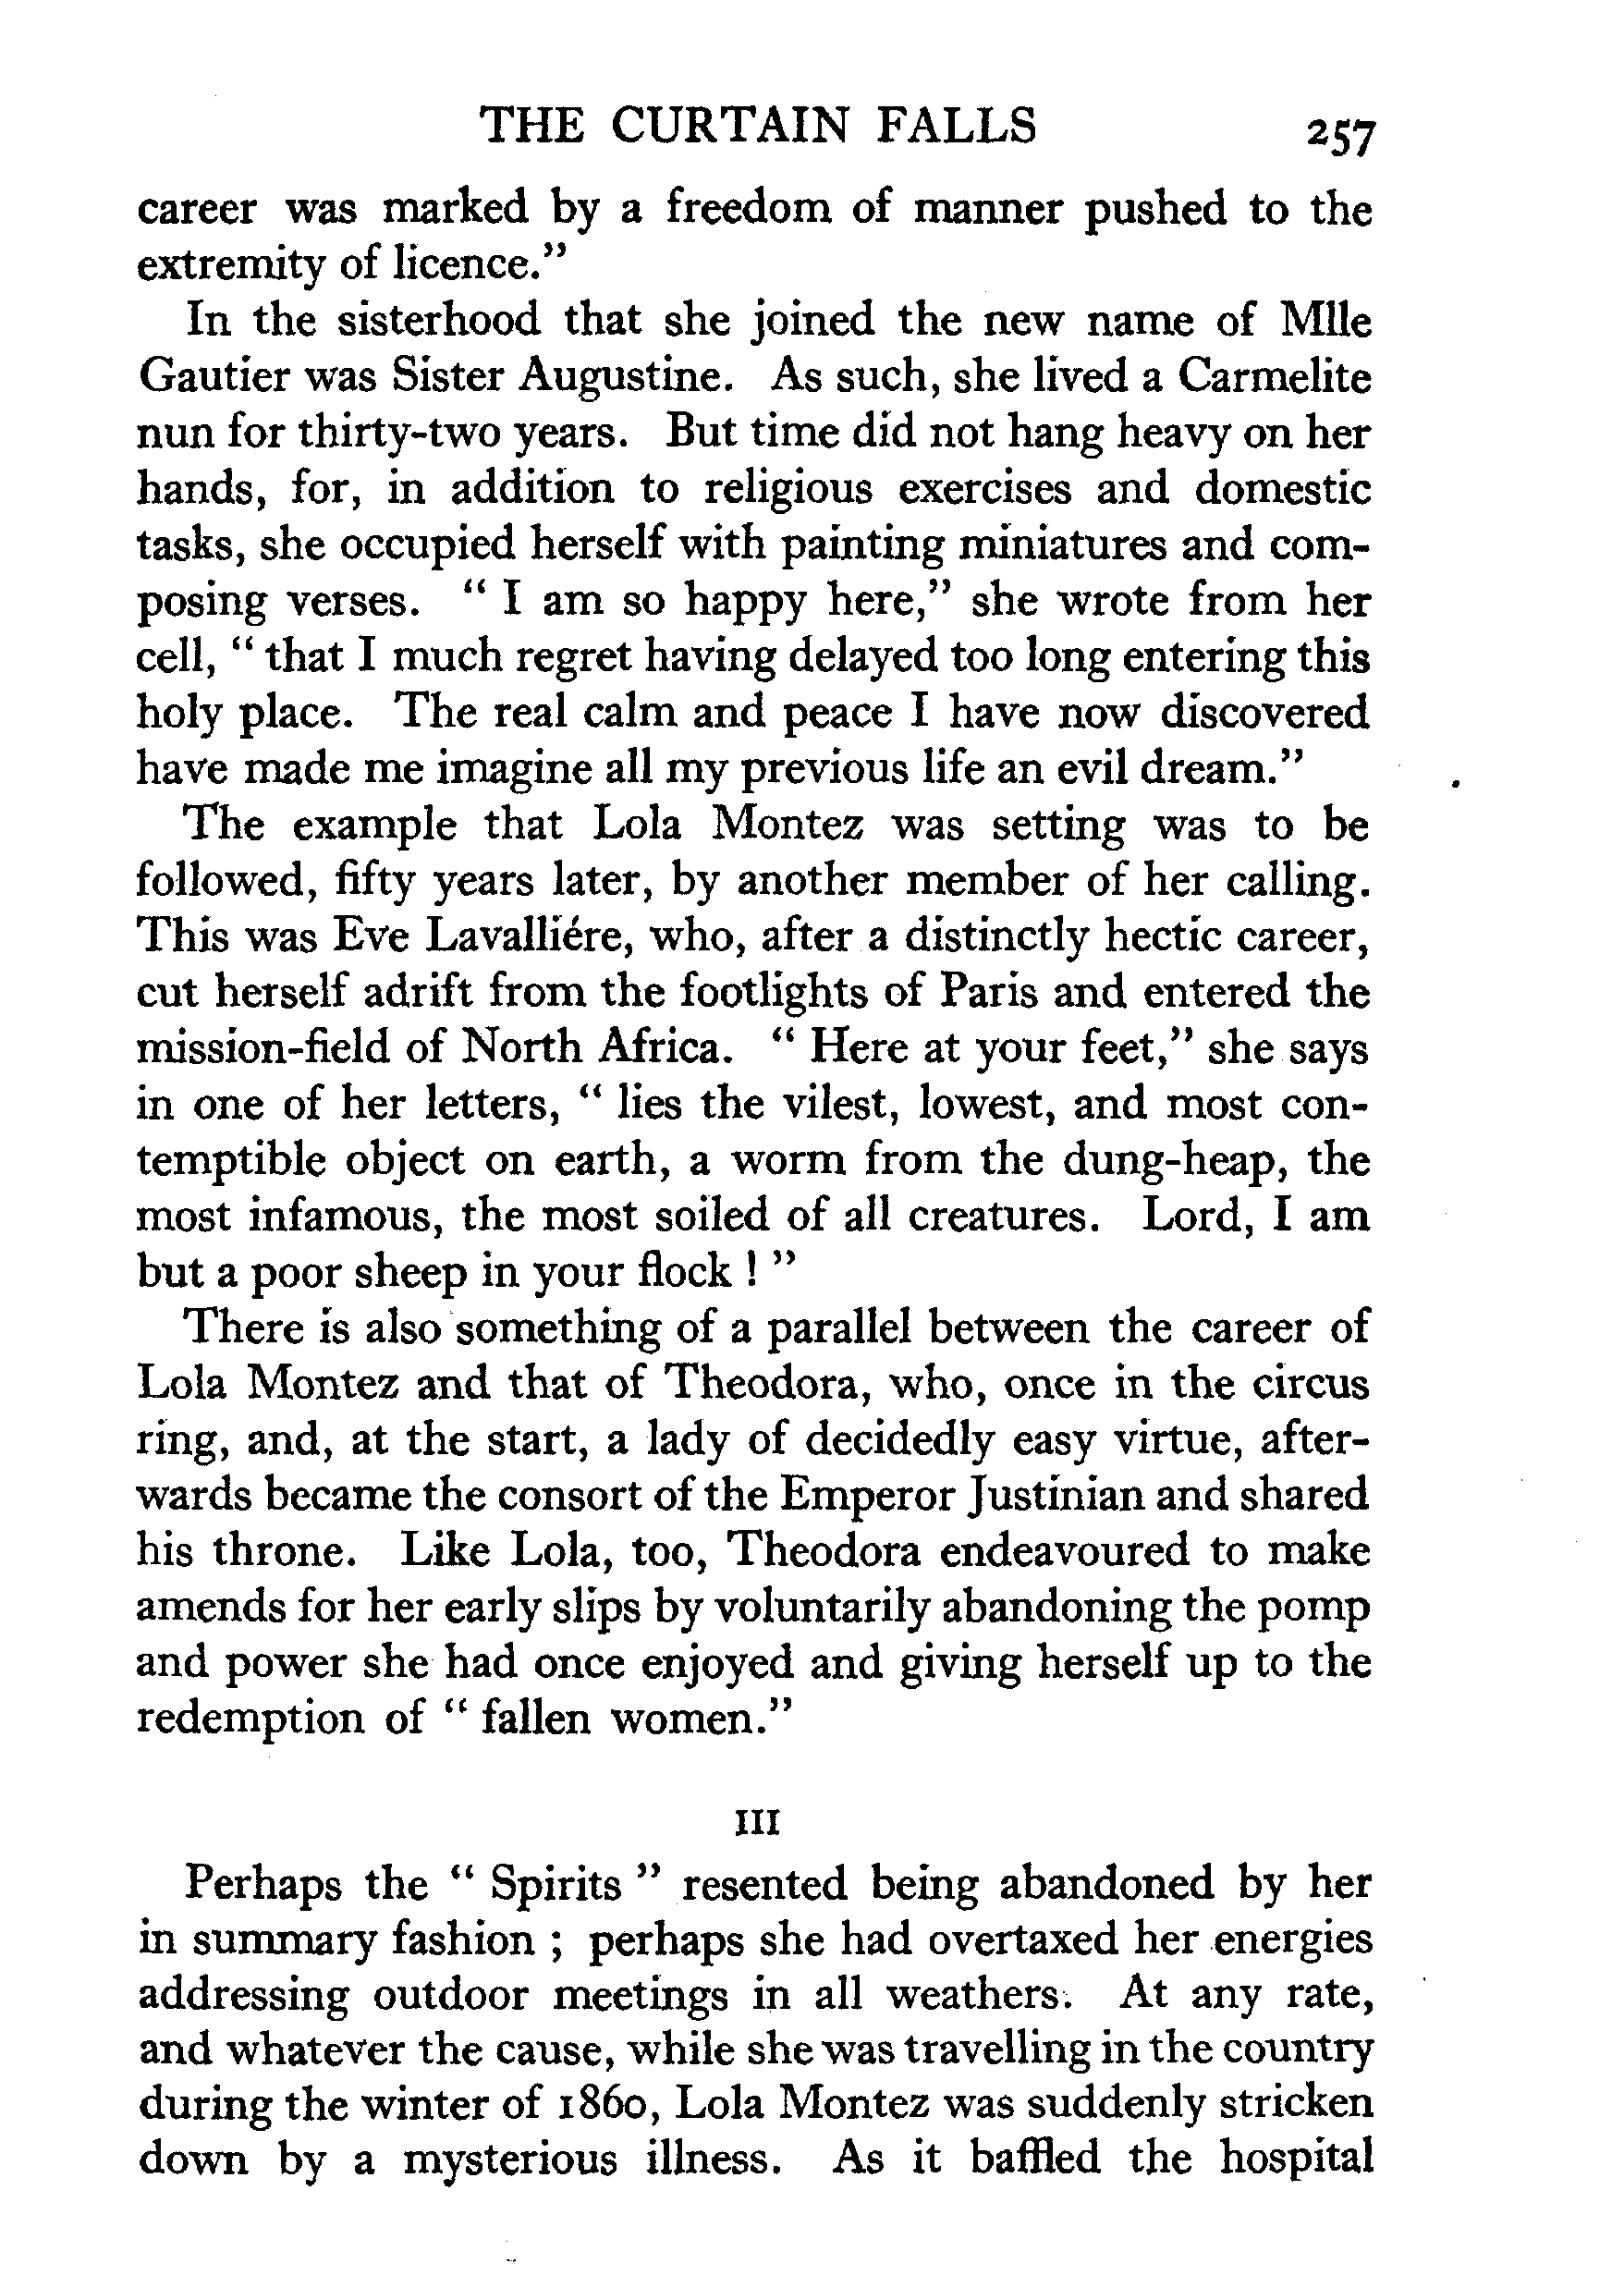 THE CURTAIN FALLS 257
career was marked by a freedom of manner pushed to the
extremity of licence."
In the sisterhood that she joined the new name of Mlle
Gautier was Sister Augustine. As such, she lived a Carmelite
nun for thirty-two years. But time did not hang heavy on her
hands, for, in addition to religious exercises and domestic
tasks, she occupied herself with painting miniatures and com-
posing verses. " I am so happy here," she wrote from her
cell, " that I much regret having delayed too long entering this
holy place. The real calm and peace I have now discovered
have made me imagine all my previous life an evil dream."
The example that Lola Montez was setting was to be
followed, fifty years later, by another member of her calling.
This was Eve Lavalliére, who, after a distinctly hectic career,
cut herself adrift from the footlights of Paris and entered the
mission-field of North Africa. " Here at your feet," she says
in one of her letters, " lies the vilest, lowest, and most con-
temptible object on earth, a worm from the dung-heap, the
most infamous, the most soiled of all creatures. Lord, I am
but a poor sheep in your flock ! "
There is also something of a parallel between the career of
Lola Montez and that of Theodora, who, once in the circus
ring, and, at the start, a lady of decidedly easy virtue, after-
wards became the consort of the Emperor Justinian and shared
his throne. Like Lola, too, Theodora endeavoured to make
amends for her early slips by voluntarily abandoning the pomp
and power she had once enjoyed and giving herself up to the
redemption of " fallen women."
III
Perhaps the " Spirits " resented being abandoned by her
in summary fashion ; perhaps she had overtaxed her energies
addressing outdoor meetings in all weathers. At any rate,
and whatever the cause, while she was travelling in the country
during the winter of 1860, Lola Montez was suddenly stricken
down by a mysterious illness. As it baffled the hospital